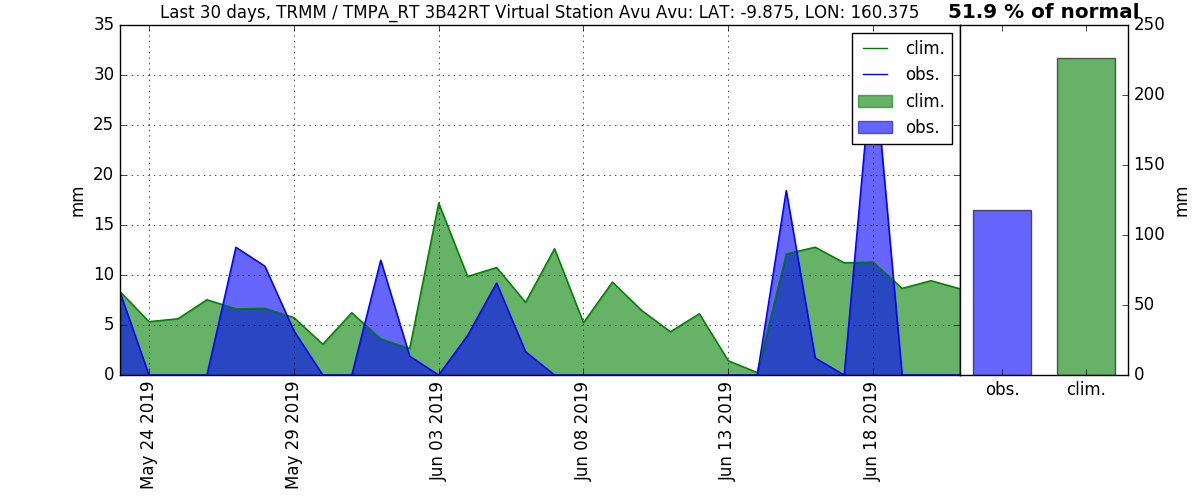 Last 30 days, TRMM / TMPA_RT 3B42RT Virtual Station Avu Avu: LAT: -9.875, LON: 160.375
51.9 % of normal
35
30
25
20
15
10
5
0
mm
clim.
obs.
clim.
obs.
May 24 2019
May 29 2019
Jun 03 2019
Jun 08 2019
Jun 13 2019
Jun 18 2019
250
200
150
100
50
0
mm
obs.
clim.